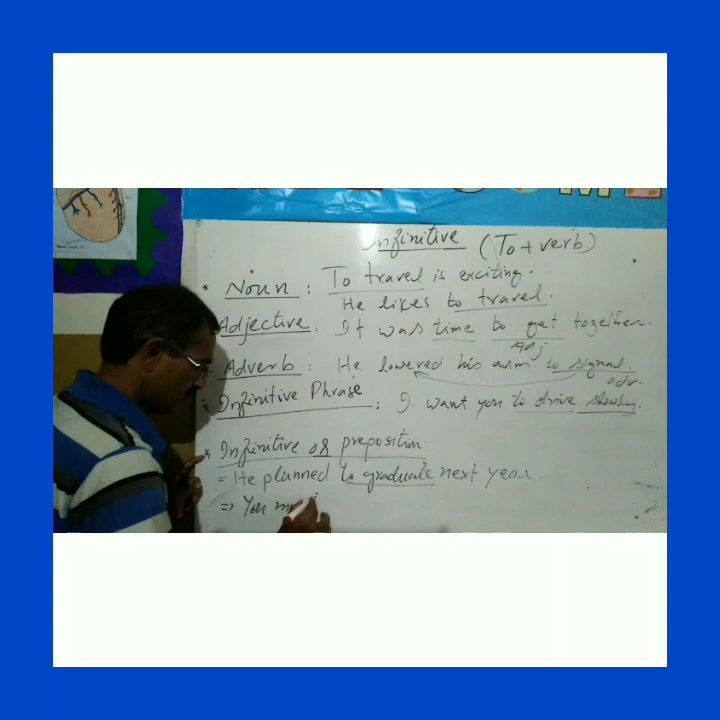 Infinitive (To + verb)
* Noun : To travel is exciting.
He likes to travel.
Adjective : It was time to get together.
Adj
- Adverb : He lowered his arm to signal.
adv.
* Infinitive Phrase : I want you to drive slowly.
* Infinitive or preposition.
= He planned to graduate next year.
=> You